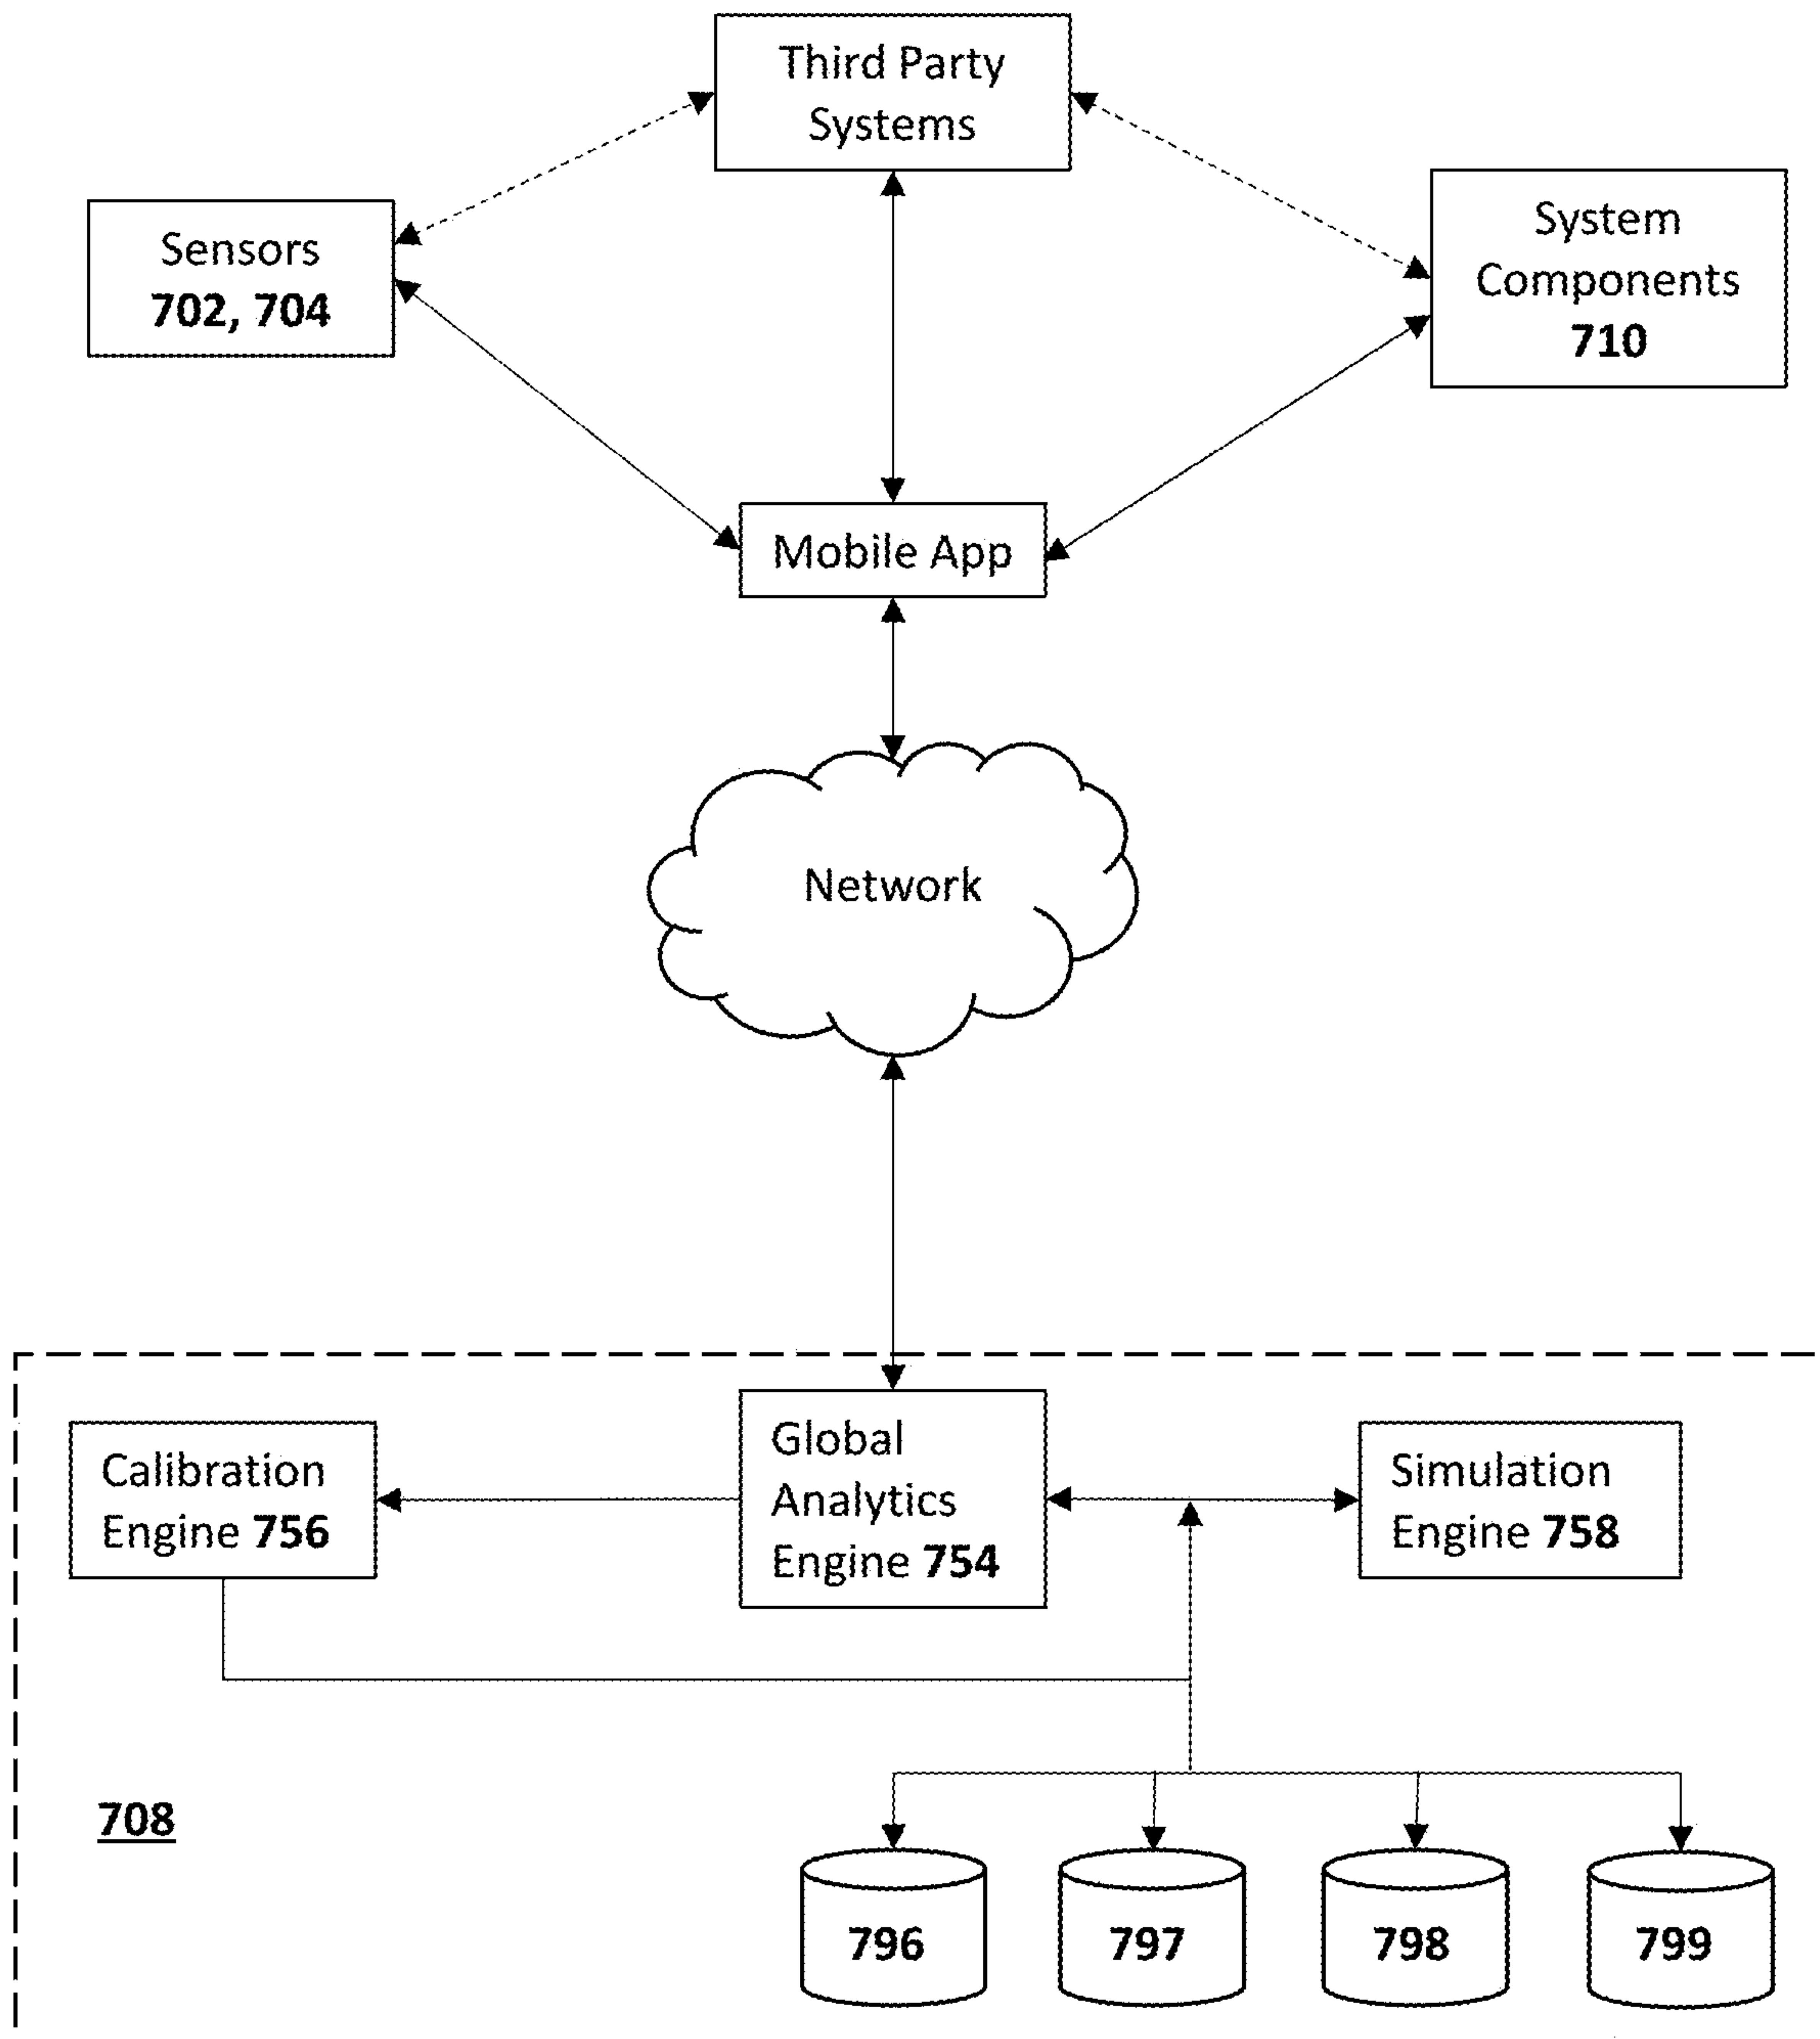 Third Party
Systems
Sensors
702, 704
System
Components
710
Mobile App
Network
Calibration
Engine 756
Global
Analytics
Engine 754
Simulation
Engine 758
708
796
797
798
799